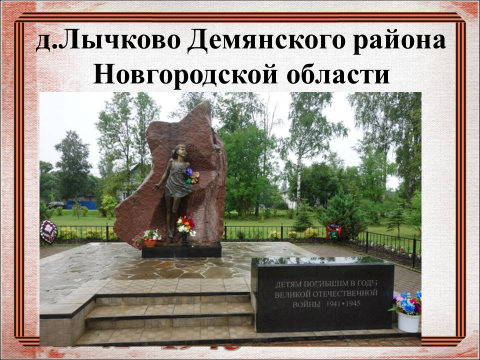 д.Лычково Демянского района
Новгородской области
ДЕТЯМ ПОГИБШИМ В ГОДЫ
ВЕЛИКОЙ ОТЕЧЕСТВЕННОЙ
ВОЙНЫ 1941•1945